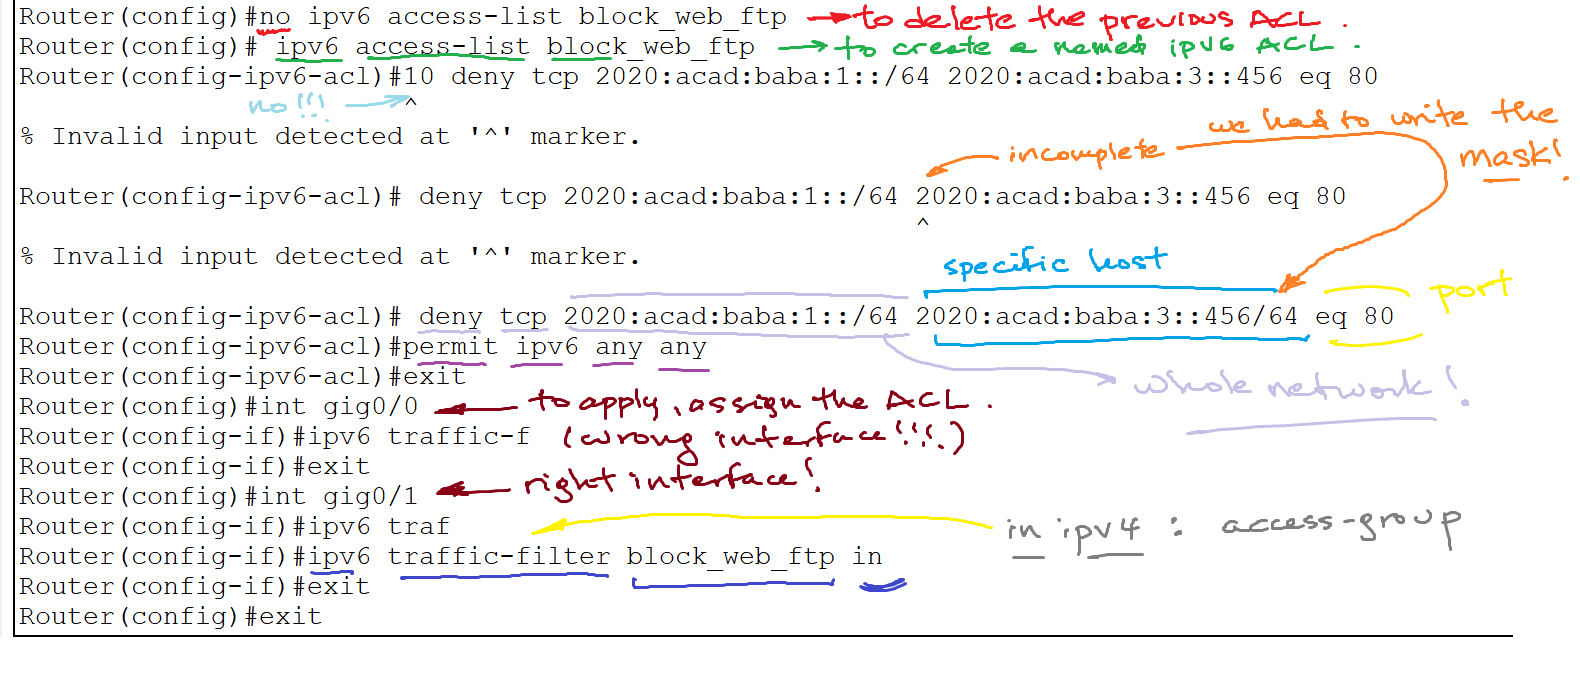 Router(config)#no ipv6 access-list block_web_ftp → to delete the previous ACL.
Router(config)# ipv6 access-list block_web_ftp → to create a named ipv6 ACL.
Router(config-ipv6-acl)#10 deny tcp 2020:acad:baba:1::/64 2020:acad:baba:3::456 eq 80
no!!! → ^
% Invalid input detected at '^' marker.
we had to write the
mask!.
incomplete
Router(config-ipv6-acl)# deny tcp 2020:acad:baba:1::/64 2020:acad:baba:3::456 eq 80
^
% Invalid input detected at '^' marker.
specific host
port
Router(config-ipv6-acl)# deny tcp 2020:acad:baba:1::/64 2020:acad:baba:3::456/64 eq 80
Router(config-ipv6-acl)#permit ipv6 any any
Router(config-ipv6-acl)#exit
whole network!
Router(config)#int gig0/0 ← to apply, assign the ACL.
Router(config-if)#ipv6 traffic-f (wrong interface!!!.)
Router(config-if)#exit
Router(config)#int gig0/1 ← right interface!
Router(config-if)#ipv6 traf
in ipv4 : access-group
Router(config-if)#ipv6 traffic-filter block_web_ftp in
Router(config-if)#exit
Router(config)#exit